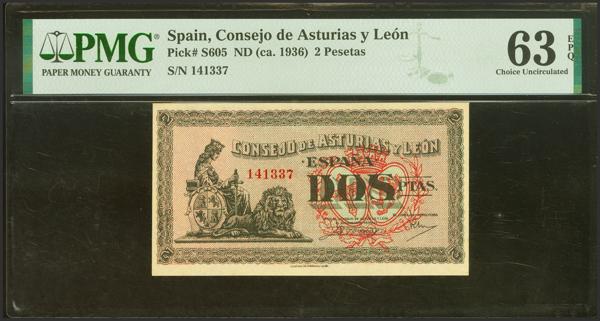 PMG
PAPER MONEY GUARANTY
Spain, Consejo de Asturias y León
Pick# S605 ND (ca. 1936) 2 Pesetas
S/N 141337
63
EPQ
Choice Uncirculated
CONSEJO DE ASTURIAS Y LEÓN
ESPAÑA
141337
DOS PTAS.